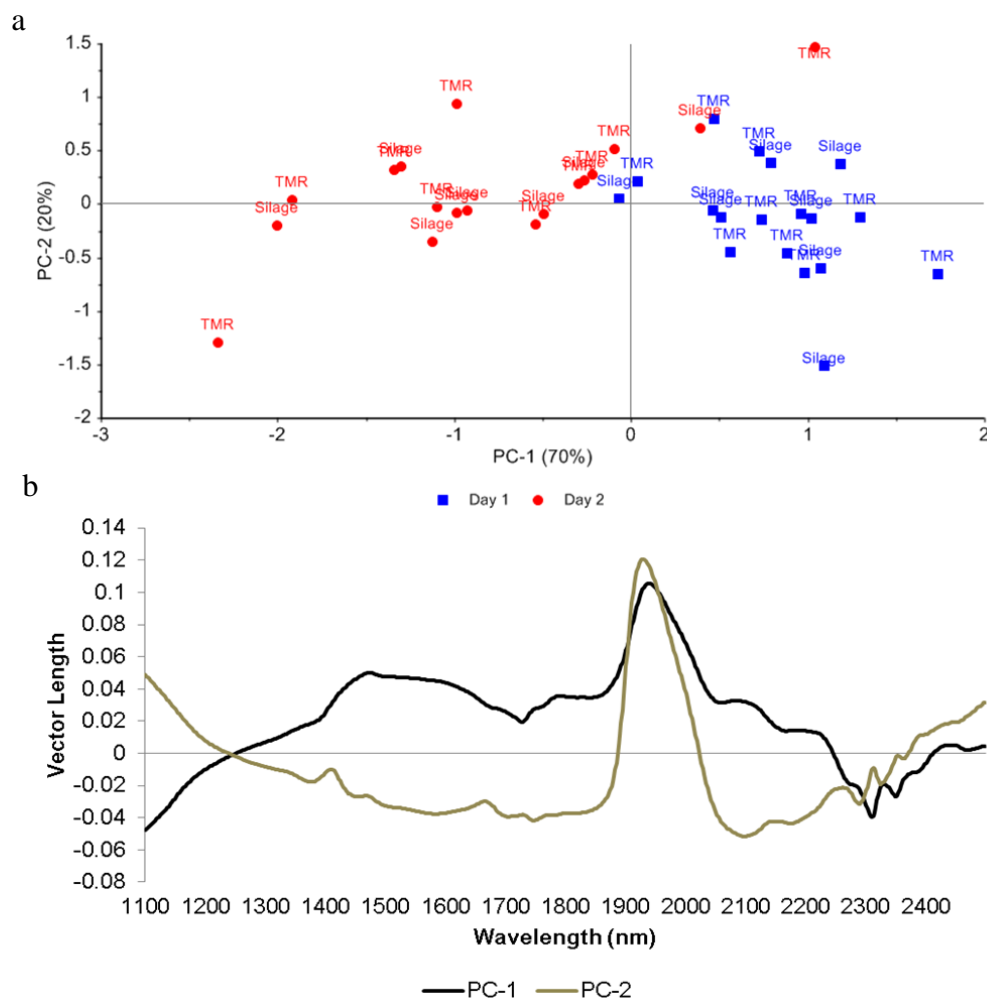 a
1.5
TMR
1
TMR
TMR
Silage
TMR
TMR
0.5
Silage
TMR
Silage
Silage
TMR
TMR
Silage
TMR
TMR
TMR
Silage
0
TMR
Silage
Silage
Silage
TMR
Silage
Silage
TMR
TMR
Silage
TMR
Silage
TMR
TMR
Silage
TMR
TMR
-0.5
-1
TMR
Silage
-1.5
-2
PC-2 (20%)
-3
-2
-1
0
1
2
PC-1 (70%)
b
Day 1
Day 2
0.14
0.12
0.1
0.08
0.06
0.04
0.02
0
-0.02
-0.04
-0.06
-0.08
Vector Length
1100 1200 1300 1400 1500 1600 1700 1800 1900 2000 2100 2200 2300 2400
Wavelength (nm)
PC-1
PC-2